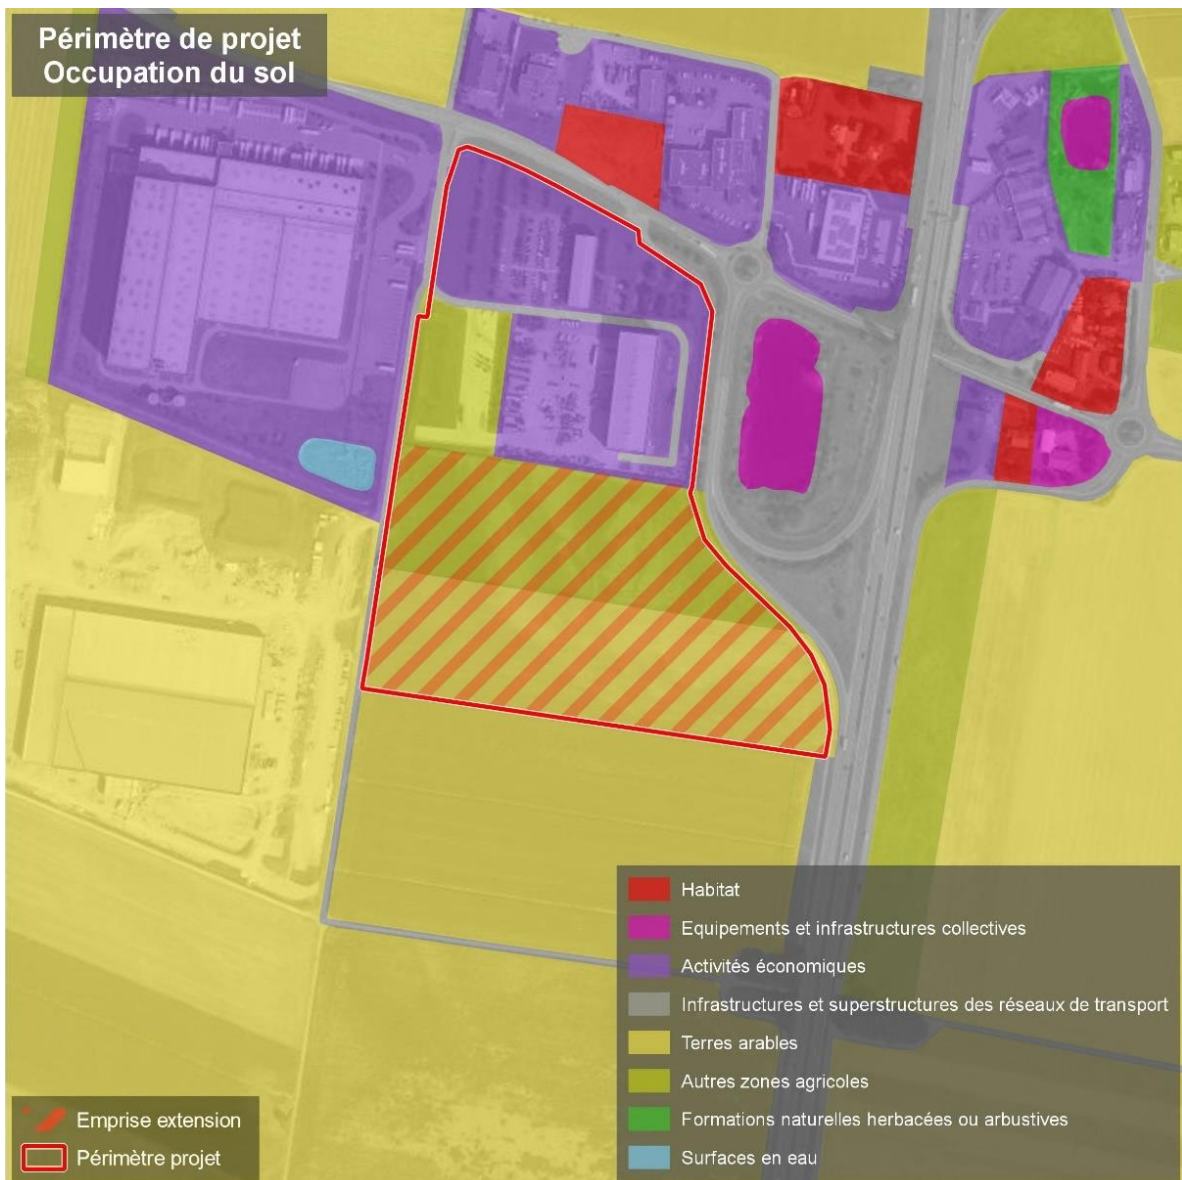 Périmètre de projet
Occupation du sol
Habitat
Equipements et infrastructures collectives
Activités économiques
Infrastructures et superstructures des réseaux de transport
Terres arables
Autres zones agricoles
Formations naturelles herbacées ou arbustives
Surfaces en eau
Emprise extension
Périmètre projet